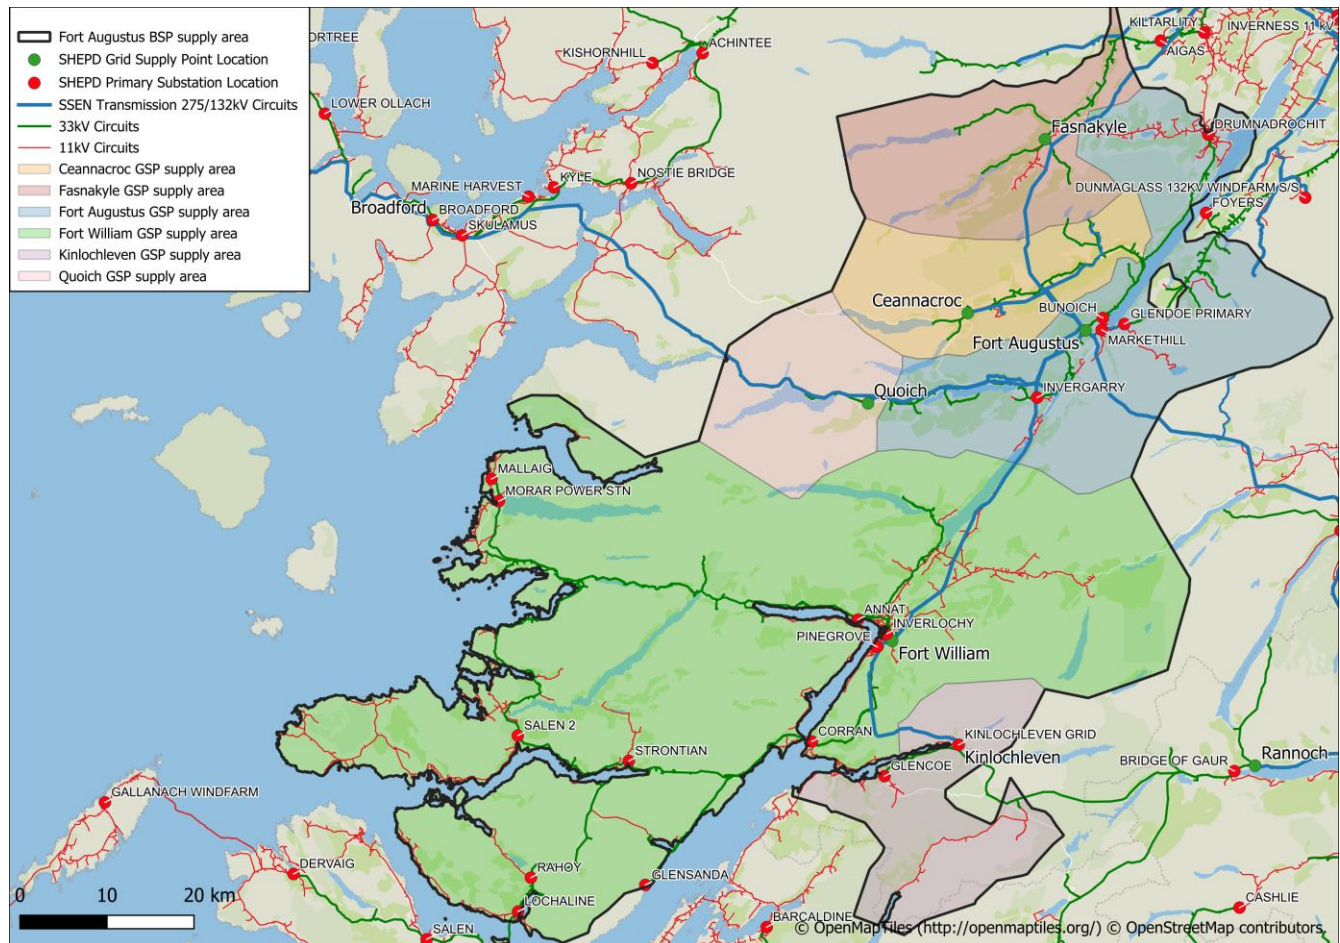 Fort Augustus BSP supply area
SHEPD Grid Supply Point Location
SHEPD Primary Substation Location
SSEN Transmission 275/132kV Circuits
33kV Circuits
11kV Circuits
Ceannacroc GSP supply area
Fasnakyle GSP supply area
Fort Augustus GSP supply area
Fort William GSP supply area
Kinlochleven GSP supply area
Quoich GSP supply area
ORTREE
KISHORNHILL
ACHINTEE
KILTARLITY
INVERNESS 11 kV
AIGAS
LOWER OLLACH
Fasnakyle
DRUMNADROCHIT
MARINE HARVEST
KYLE
NOSTIE BRIDGE
DUNMAGLASS 132KV WINDFARM S/S
FOYERS
Broadford
BROADFORD
SKULAMUS
Ceannacroc
BUNOICH
GLENDOE PRIMARY
Fort Augustus
MARKETHILL
Quoich
INVERGARRY
MALLAIG
MORAR POWER STN
ANNAT
INVERLOCHY
PINEGROVE
Fort William
SALEN 2
STRONTIAN
CORRAN
KINLOCHLEVEN GRID
Kinlochleven
GLENCOE
BRIDGE OF GAUR
Rannoch
GALLANACH WINDFARM
DERVAIG
RAHOY
GLENSANDA
LOCHALINE
CASHLIE
SALEN
BARCALDINE
0 10 20 km
© OpenMapTiles (http://openmaptiles.org/) © OpenStreetMap contributors.